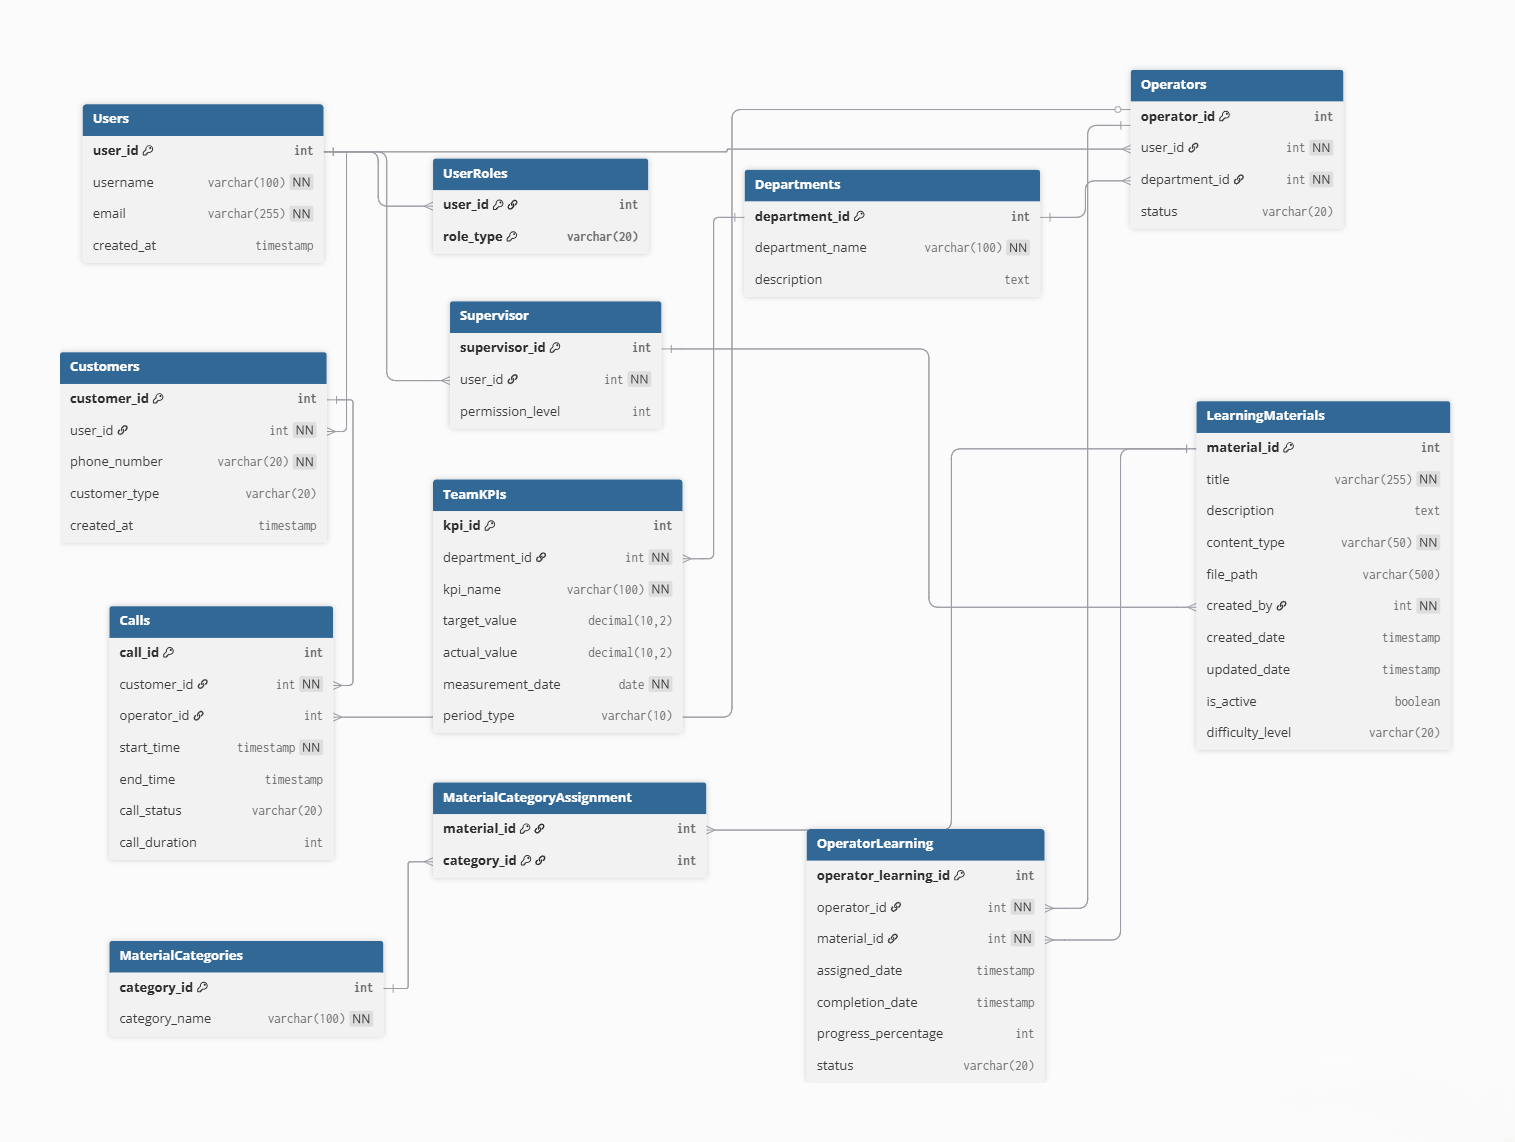 Users
user_id int
username varchar(100) NN
email varchar(255) NN
created_at timestamp
UserRoles
user_id int
role_type varchar(20)
Departments
department_id int
department_name varchar(100) NN
description text
Operators
operator_id int
user_id int NN
department_id int NN
status varchar(20)
Supervisor
supervisor_id int
user_id int NN
permission_level int
Customers
customer_id int
user_id int NN
phone_number varchar(20) NN
customer_type varchar(20)
created_at timestamp
TeamKPIs
kpi_id int
department_id int NN
kpi_name varchar(100) NN
target_value decimal(10,2)
actual_value decimal(10,2)
measurement_date date NN
period_type varchar(10)
LearningMaterials
material_id int
title varchar(255) NN
description text
content_type varchar(50) NN
file_path varchar(500)
created_by int NN
created_date timestamp
updated_date timestamp
is_active boolean
difficulty_level varchar(20)
Calls
call_id int
customer_id int NN
operator_id int
start_time timestamp NN
end_time timestamp
call_status varchar(20)
call_duration int
MaterialCategoryAssignment
material_id int
category_id int
OperatorLearning
operator_learning_id int
operator_id int NN
material_id int NN
assigned_date timestamp
completion_date timestamp
progress_percentage int
status varchar(20)
MaterialCategories
category_id int
category_name varchar(100) NN